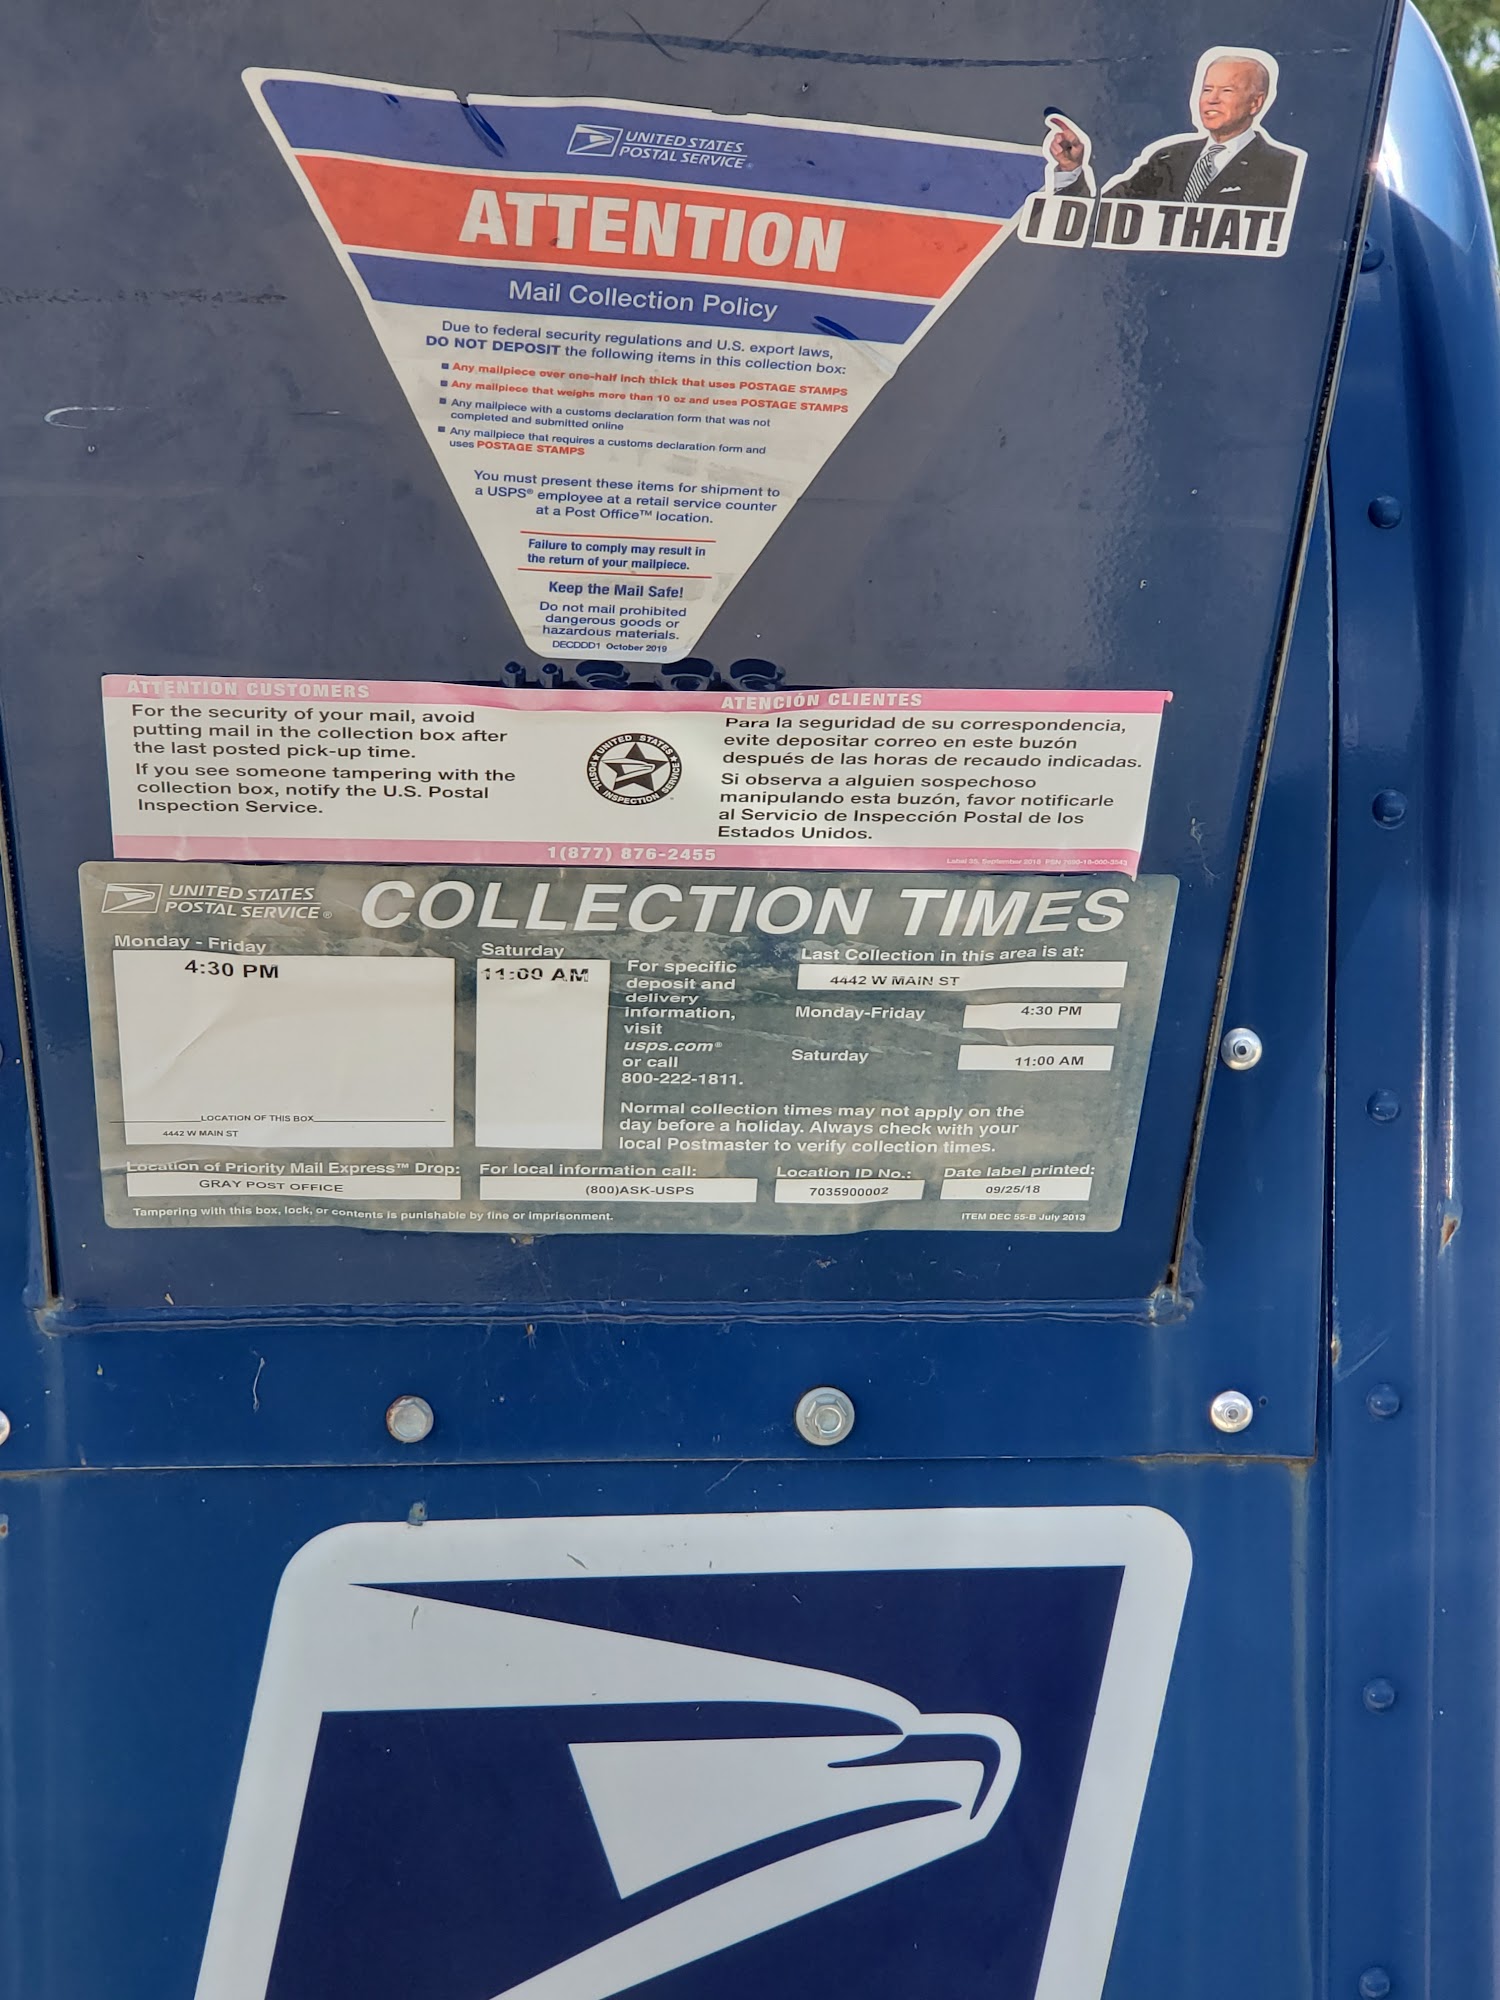 UNITED STATES
POSTAL SERVICE®
ATTENTION
Mail Collection Policy
Due to federal security regulations and U.S. export laws,
DO NOT DEPOSIT the following items in this collection box:
Any mailpiece over one-half inch thick that uses POSTAGE STAMPS
Any mailpiece that weighs more than 10 oz and uses POSTAGE STAMPS
Any mailpiece with a customs declaration form that was not
completed and submitted online
Any mailpiece that requires a customs declaration form and
uses POSTAGE STAMPS
You must present these items for shipment to
a USPS® employee at a retail service counter
at a Post Office™ location.
Failure to comply may result in
the return of your mailpiece.
Keep the Mail Safe!
Do not mail prohibited
dangerous goods or
hazardous materials.
DECDDD1 October 2019
I DID THAT!
ATTENTION CUSTOMERS
For the security of your mail, avoid
putting mail in the collection box after
the last posted pick-up time.
If you see someone tampering with the
collection box, notify the U.S. Postal
Inspection Service.
UNITED STATES
POSTAL INSPECTION SERVICE
ATENCIÓN CLIENTES
Para la seguridad de su correspondencia,
evite depositar correo en este buzón
después de las horas de recaudo indicadas.
Si observa a alguien sospechoso
manipulando esta buzón, favor notificarle
al Servicio de Inspección Postal de los
Estados Unidos.
1(877) 876-2455
UNITED STATES
POSTAL SERVICE®
COLLECTION TIMES
Monday - Friday
4:30 PM
LOCATION OF THIS BOX
4442 W MAIN ST
Saturday
11:00 AM
For specific
deposit and
delivery
information,
visit
usps.com®
or call
800-222-1811.
Last Collection in this area is at:
4442 W MAIN ST
Monday-Friday 4:30 PM
Saturday 11:00 AM
Normal collection times may not apply on the
day before a holiday. Always check with your
local Postmaster to verify collection times.
Location of Priority Mail Express™ Drop:
GRAY POST OFFICE
For local information call:
(800)ASK-USPS
Location ID No.:
7035900002
Date label printed:
09/25/18
Tampering with this box, lock, or contents is punishable by fine or imprisonment.
ITEM DEC 55-B July 2013